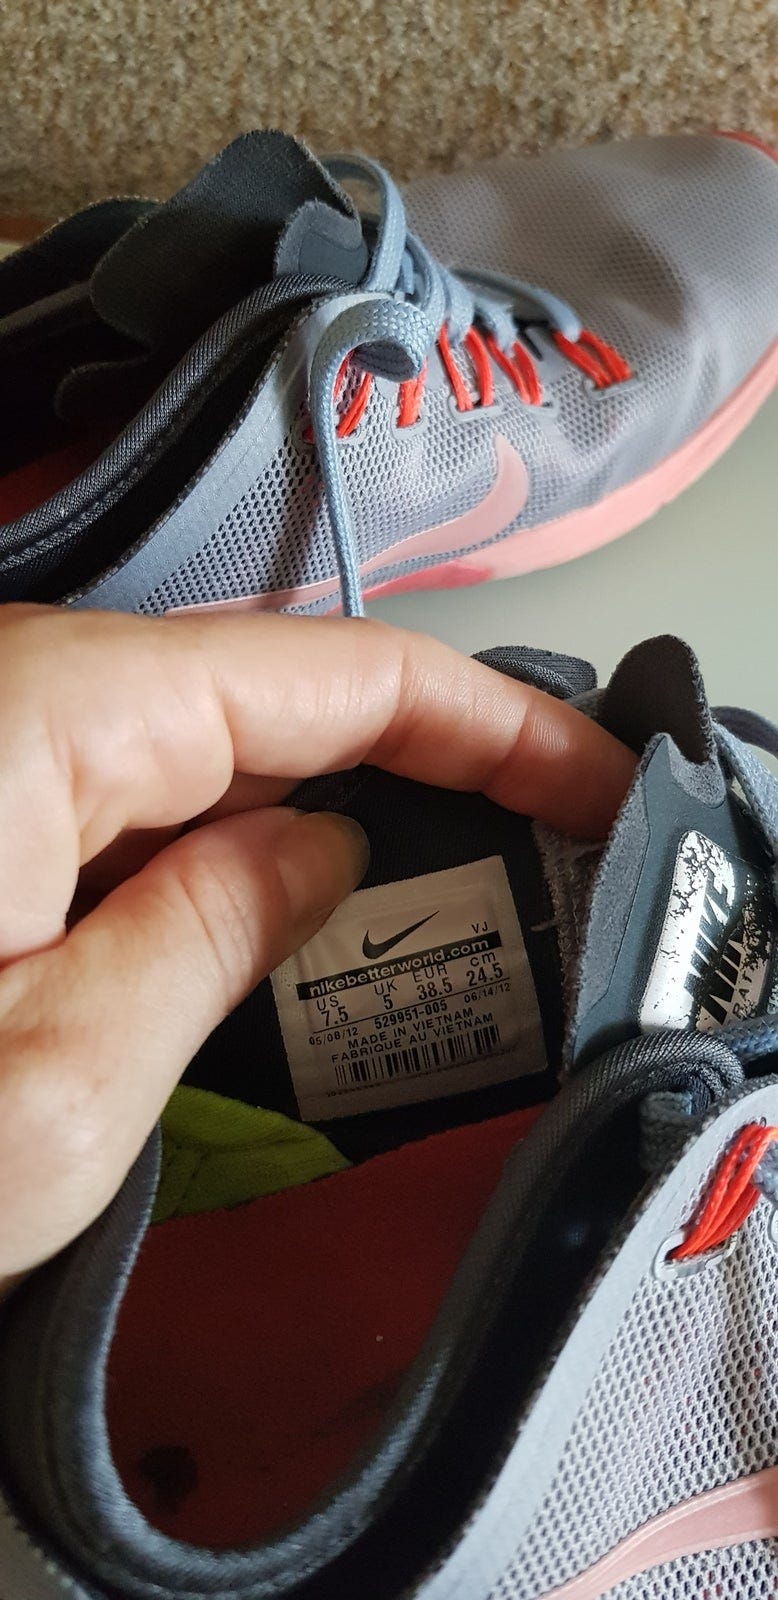 VJ
nikebetterworld.com
US UK EUR cm
7.5 5 38.5 24.5
05/08/12 529951-005 06/14/12
MADE IN VIETNAM
FABRIQUE AU VIETNAM
NIKE